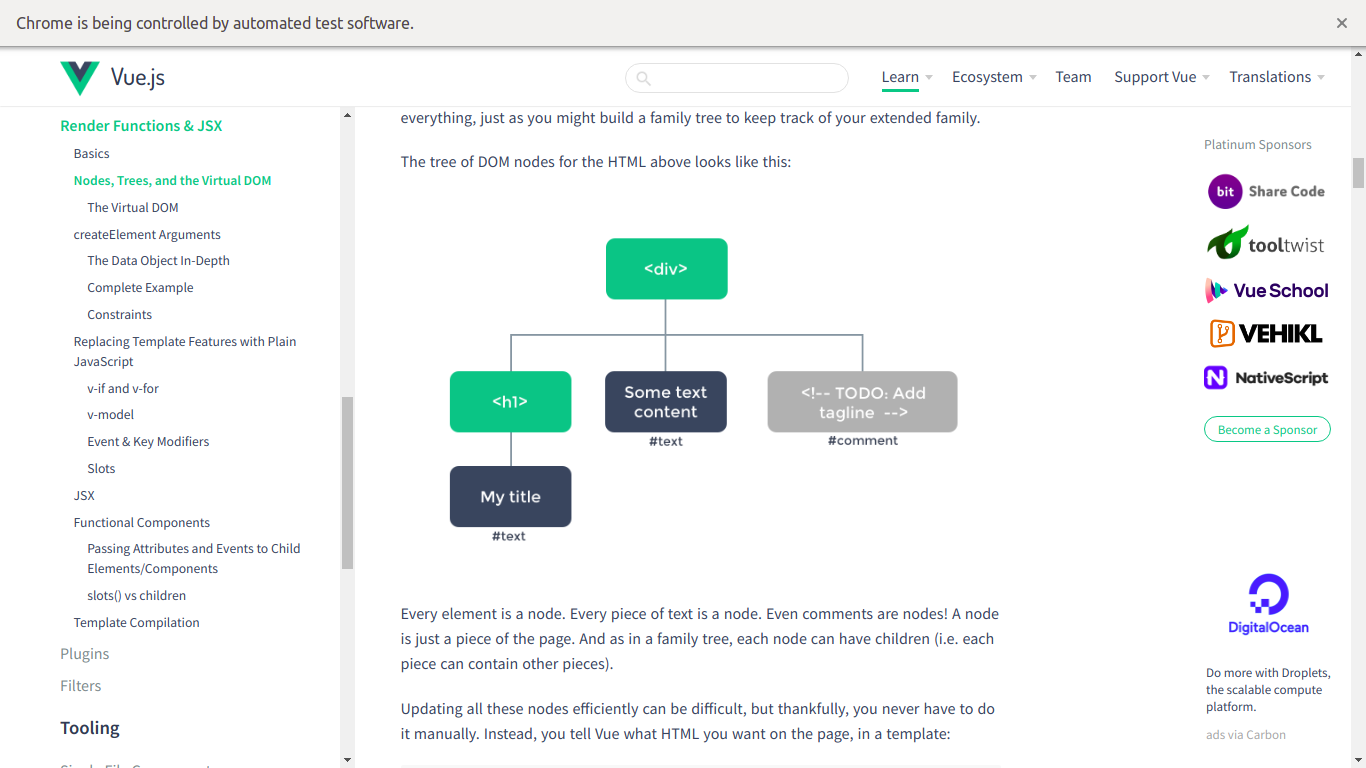 Chrome is being controlled by automated test software.
Vue.js
Learn
Ecosystem
Team
Support Vue
Translations
Render Functions & JSX
Basics
Nodes, Trees, and the Virtual DOM
The Virtual DOM
createElement Arguments
The Data Object In-Depth
Complete Example
Constraints
Replacing Template Features with Plain
JavaScript
v-if and v-for
v-model
Event & Key Modifiers
Slots
JSX
Functional Components
Passing Attributes and Events to Child
Elements/Components
slots() vs children
Template Compilation
Plugins
Filters
Tooling
everything, just as you might build a family tree to keep track of your extended family.
The tree of DOM nodes for the HTML above looks like this:
<div>
<h1>
Some text
content
#text
<!-- TODO: Add
tagline -->
#comment
My title
#text
Every element is a node. Every piece of text is a node. Even comments are nodes! A node
is just a piece of the page. And as in a family tree, each node can have children (i.e. each
piece can contain other pieces).
Updating all these nodes efficiently can be difficult, but thankfully, you never have to do
it manually. Instead, you tell Vue what HTML you want on the page, in a template:
Platinum Sponsors
bit Share Code
tooltwist
Vue School
VEHIKL
NativeScript
Become a Sponsor
DigitalOcean
Do more with Droplets,
the scalable compute
platform.
ads via Carbon